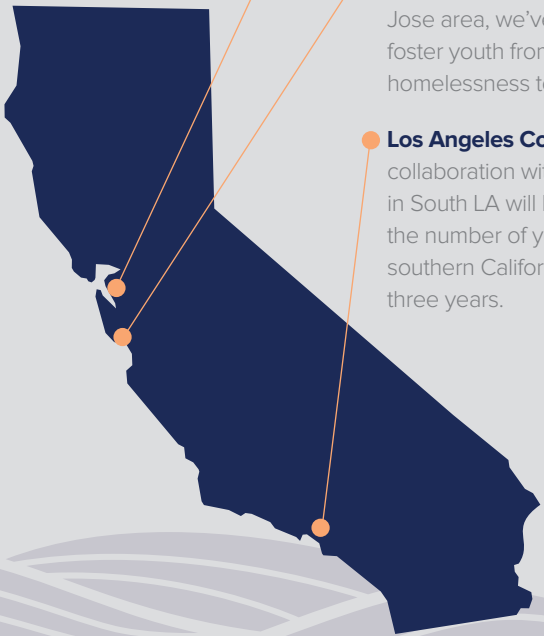 Jose area, we’ve
foster youth from
homelessness to
Los Angeles Co
collaboration wit
in South LA will
the number of y
southern Califor
three years.